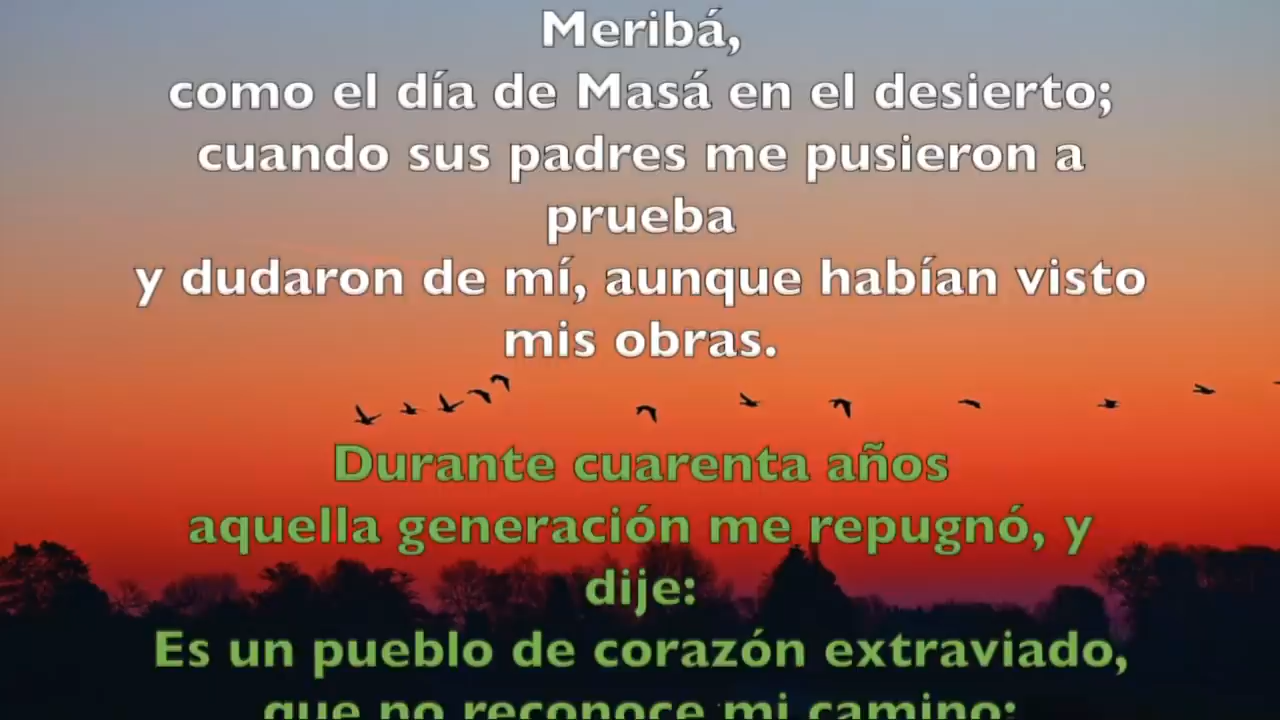 Meribá,
como el día de Masá en el desierto;
cuando sus padres me pusieron a
prueba
y dudaron de mí, aunque habían visto
mis obras.
Durante cuarenta años
aquella generación me repugnó, y
dije:
Es un pueblo de corazón extraviado,
que no reconoce mi camino;